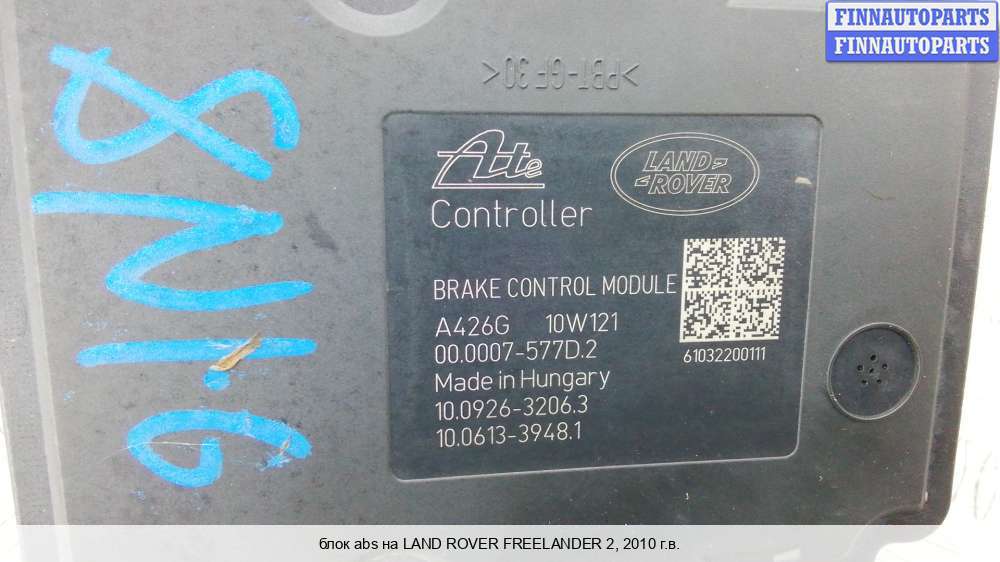 FINNAUTOPARTS
FINNAUTOPARTS
>PBT-GF30<
Ate
LAND
ROVER
Controller
BRAKE CONTROL MODULE
A426G 10W121
00.0007-577D.2
61032200111
Made in Hungary
10.0926-3206.3
10.0613-3948.1
блок abs на LAND ROVER FREELANDER 2, 2010 г.в.